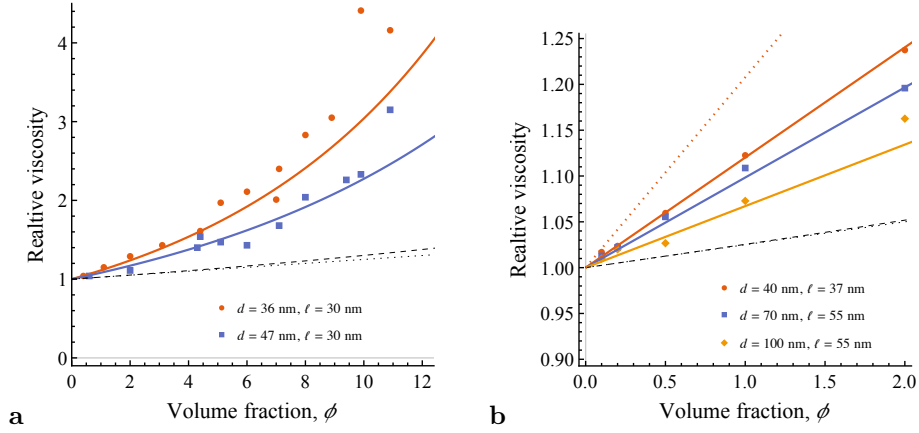 4
3
2
1
0
0
2
4
6
8
10
12
Realtive viscosity
Volume fraction, ϕ
d = 36 nm, ℓ = 30 nm
d = 47 nm, ℓ = 30 nm
a
1.25
1.20
1.15
1.10
1.05
1.00
0.95
0.90
0.0
0.5
1.0
1.5
2.0
Realtive viscosity
Volume fraction, ϕ
d = 40 nm, ℓ = 37 nm
d = 70 nm, ℓ = 55 nm
d = 100 nm, ℓ = 55 nm
b